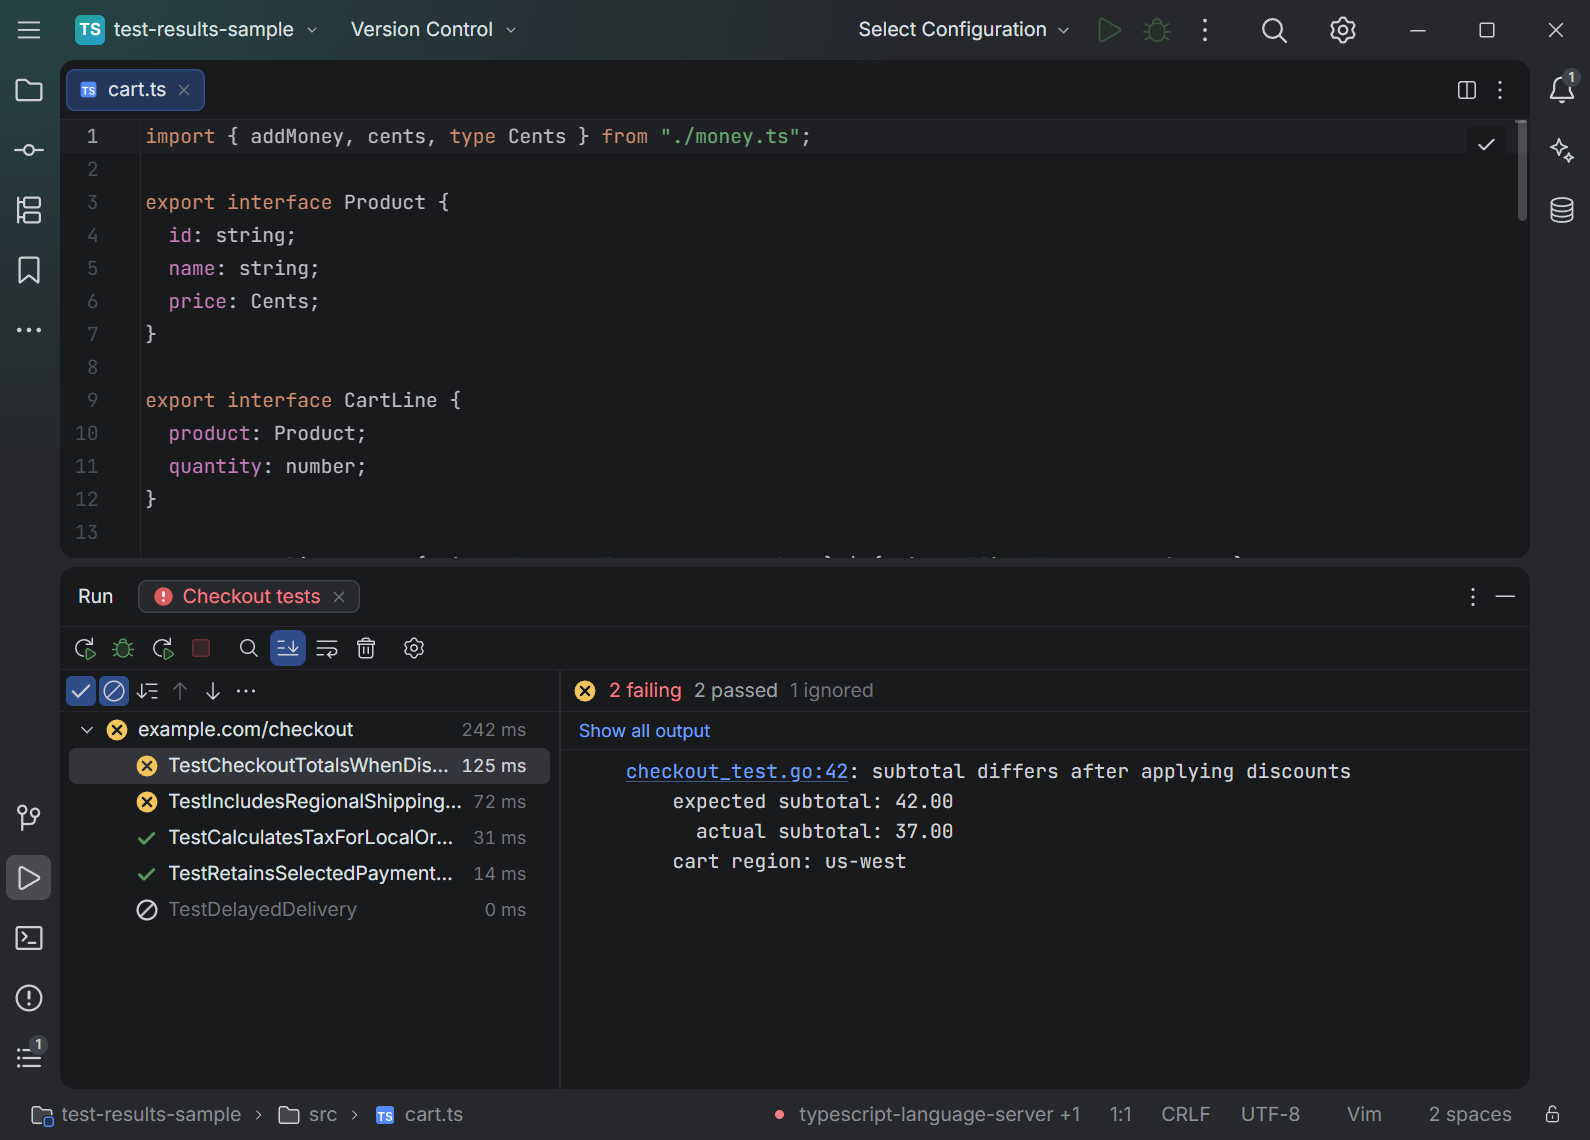 TS test-results-sample Version Control Select Configuration
TS cart.ts
1
1 import { addMoney, cents, type Cents } from "./money.ts";
2
3 export interface Product {
4 id: string;
5 name: string;
6 price: Cents;
7 }
8
9 export interface CartLine {
10 product: Product;
11 quantity: number;
12 }
13
Run Checkout tests
2 failing 2 passed 1 ignored
Show all output
example.com/checkout 242 ms
TestCheckoutTotalsWhenDis... 125 ms
TestIncludesRegionalShipping... 72 ms
TestCalculatesTaxForLocalOr... 31 ms
TestRetainsSelectedPayment... 14 ms
TestDelayedDelivery 0 ms
checkout_test.go:42: subtotal differs after applying discounts
expected subtotal: 42.00
actual subtotal: 37.00
cart region: us-west
1
test-results-sample src TS cart.ts typescript-language-server +1 1:1 CRLF UTF-8 Vim 2 spaces